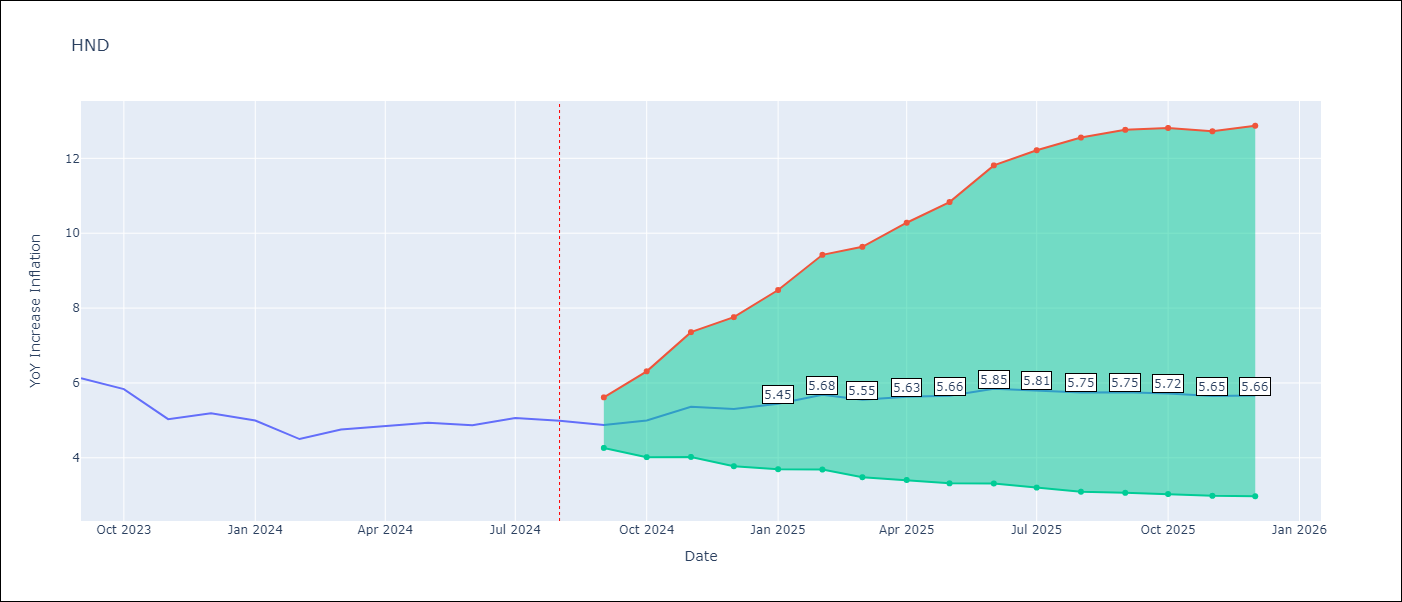 HND
YoY Increase Inflation
12
10
8
6
4
5.45
5.68
5.55
5.63
5.66
5.85
5.81
5.75
5.75
5.72
5.65
5.66
Oct 2023
Jan 2024
Apr 2024
Jul 2024
Oct 2024
Jan 2025
Apr 2025
Jul 2025
Oct 2025
Jan 2026
Date